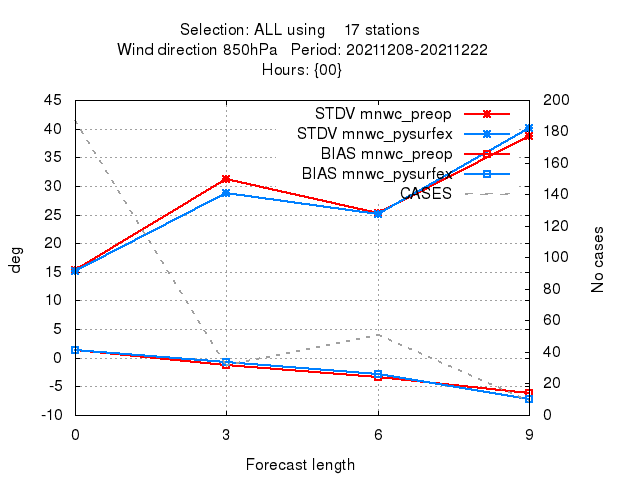 Selection: ALL using    17 stations
Wind direction 850hPa   Period: 20211208-20211222
Hours: {00}
STDV mnwc_preop
STDV mnwc_pysurfex
BIAS mnwc_preop
BIAS mnwc_pysurfex
CASES
45
40
35
30
25
20
15
10
5
0
-5
-10
deg
200
180
160
140
120
100
80
60
40
20
0
No cases
0 3 6 9
Forecast length